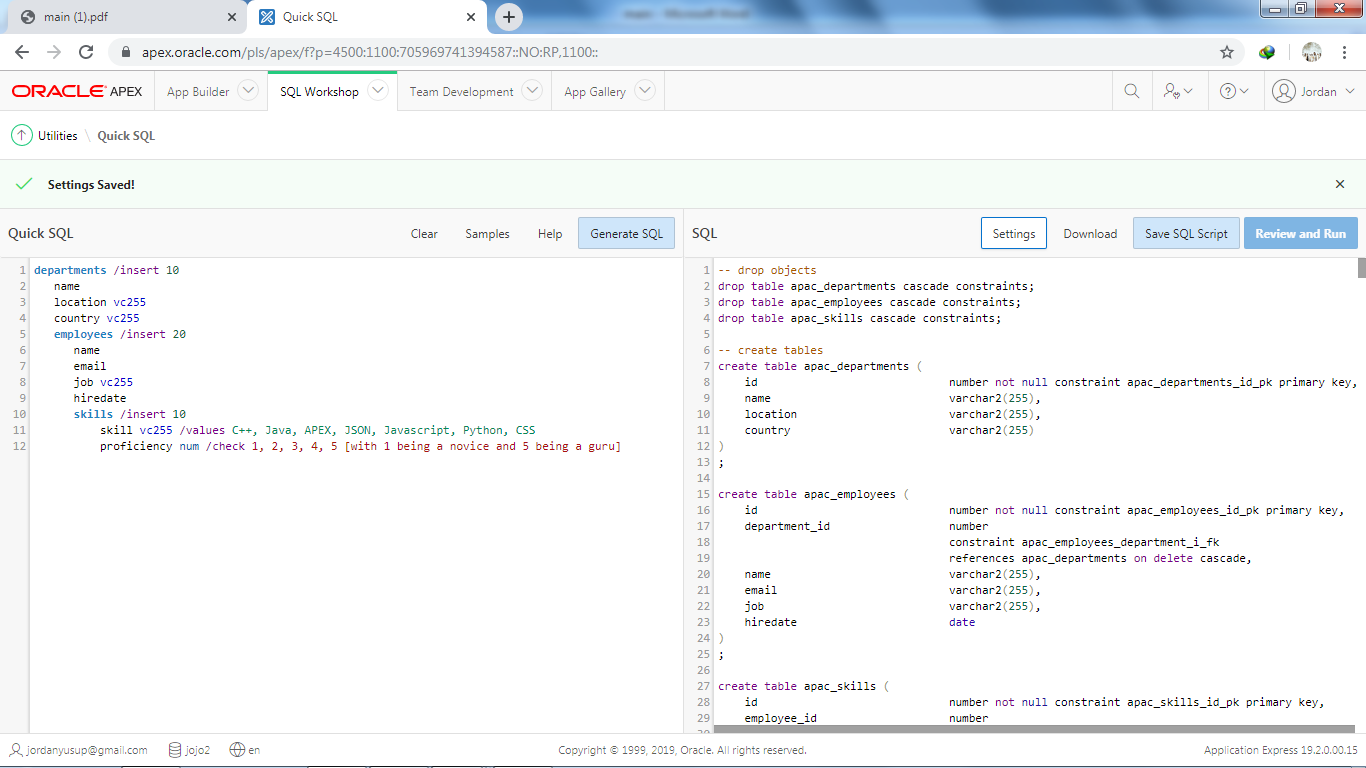 main (1).pdf
Quick SQL
main - Microsoft Word
apex.oracle.com/pls/apex/f?p=4500:1100:705969741394587::NO:RP,1100::
ORACLE APEX App Builder SQL Workshop Team Development App Gallery Jordan
Utilities \ Quick SQL
Settings Saved!
Quick SQL Clear Samples Help Generate SQL
1 departments /insert 10
2 name
3 location vc255
4 country vc255
5 employees /insert 20
6 name
7 email
8 job vc255
9 hiredate
10 skills /insert 10
11 skill vc255 /values C++, Java, APEX, JSON, Javascript, Python, CSS
12 proficiency num /check 1, 2, 3, 4, 5 [with 1 being a novice and 5 being a guru]
SQL Settings Download Save SQL Script Review and Run
1 -- drop objects
2 drop table apac_departments cascade constraints;
3 drop table apac_employees cascade constraints;
4 drop table apac_skills cascade constraints;
5
6 -- create tables
7 create table apac_departments (
8 id number not null constraint apac_departments_id_pk primary key,
9 name varchar2(255),
10 location varchar2(255),
11 country varchar2(255)
12 )
13 ;
14
15 create table apac_employees (
16 id number not null constraint apac_employees_id_pk primary key,
17 department_id number
18 constraint apac_employees_department_i_fk
19 references apac_departments on delete cascade,
20 name varchar2(255),
21 email varchar2(255),
22 job varchar2(255),
23 hiredate date
24 )
25 ;
26
27 create table apac_skills (
28 id number not null constraint apac_skills_id_pk primary key,
29 employee_id number
jordanyusup@gmail.com jojo2 en
Copyright © 1999, 2019, Oracle. All rights reserved.
Application Express 19.2.0.00.15